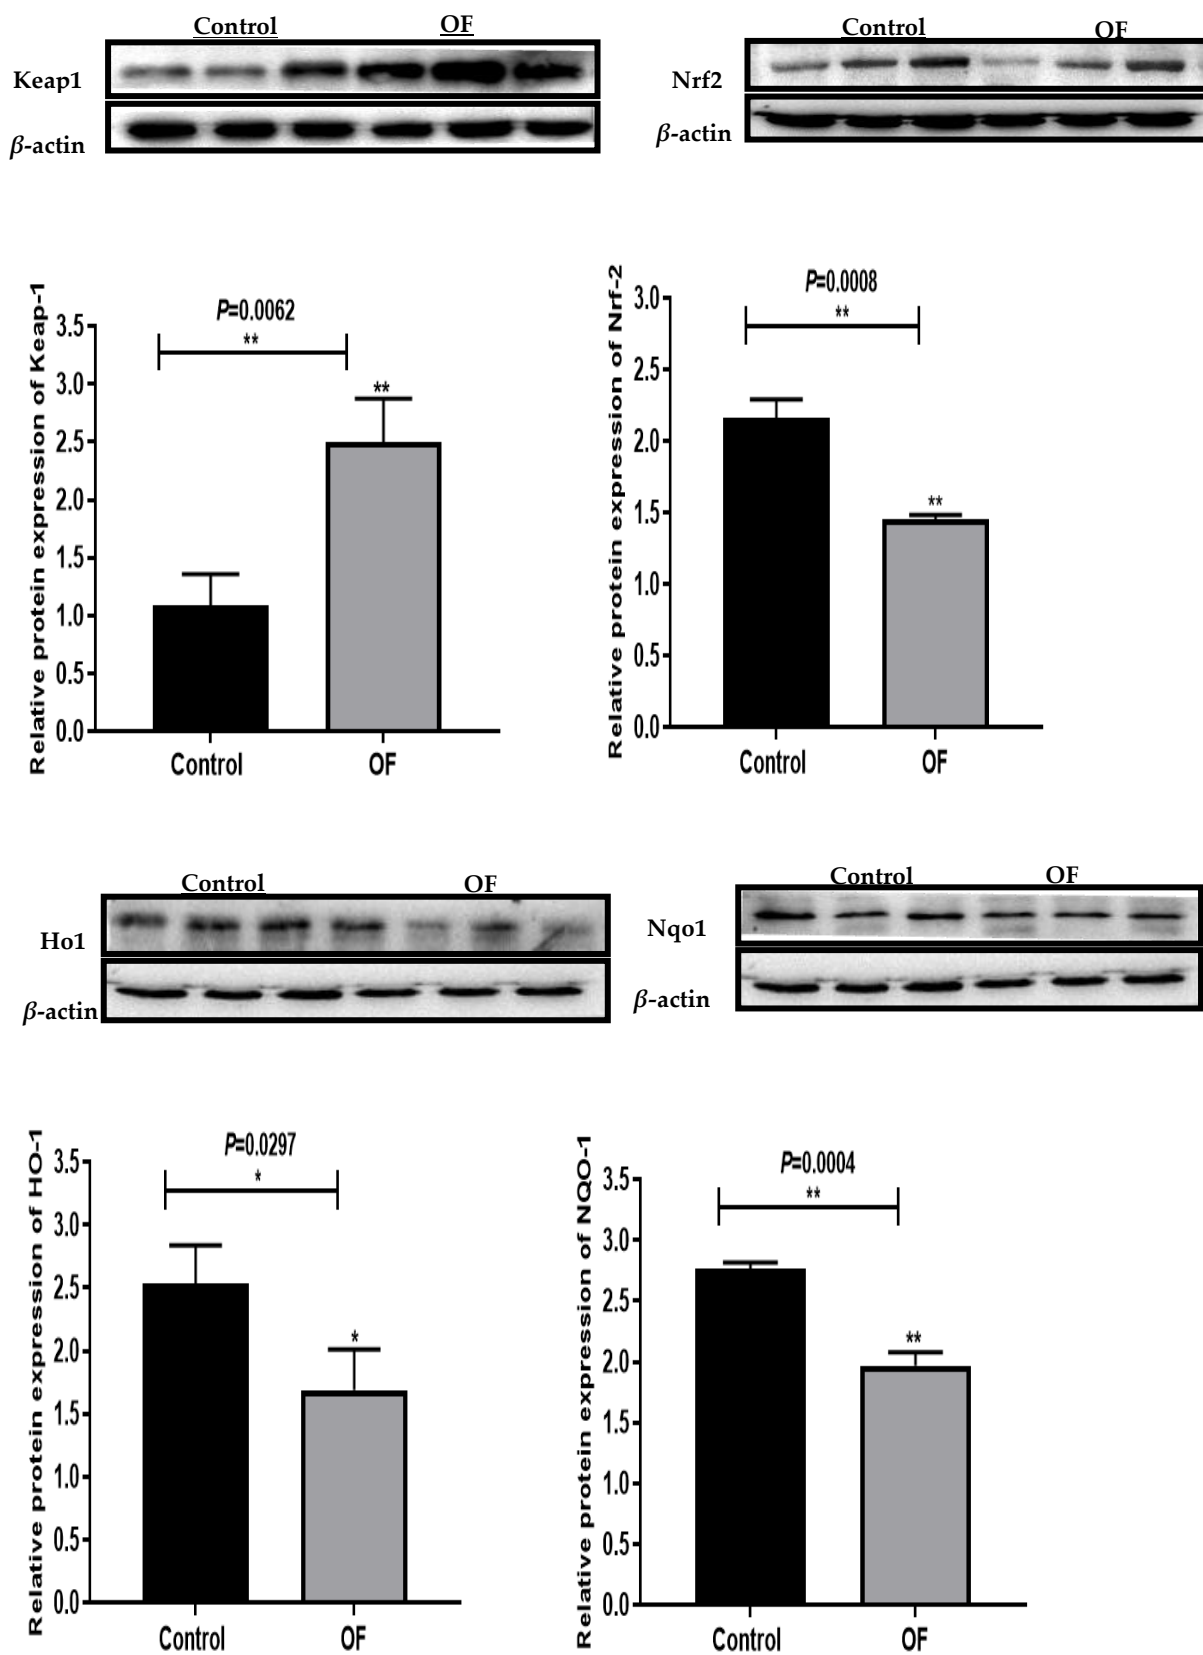 Control OF
Keap1
β-actin
Control OF
Nrf2
β-actin
P=0.0062
**
**
Relative protein expression of Keap-1
3.5
3.0
2.5
2.0
1.5
1.0
0.5
0.0
Control OF
P=0.0008
**
**
Relative protein expression of Nrf-2
3.0
2.5
2.0
1.5
1.0
0.5
0.0
Control OF
Control OF
Ho1
β-actin
Control OF
Nqo1
β-actin
P=0.0297
*
*
Relative protein expression of HO-1
3.5
3.0
2.5
2.0
1.5
1.0
0.5
0.0
Control OF
P=0.0004
**
**
Relative protein expression of NQO-1
3.5
3.0
2.5
2.0
1.5
1.0
0.5
0.0
Control OF